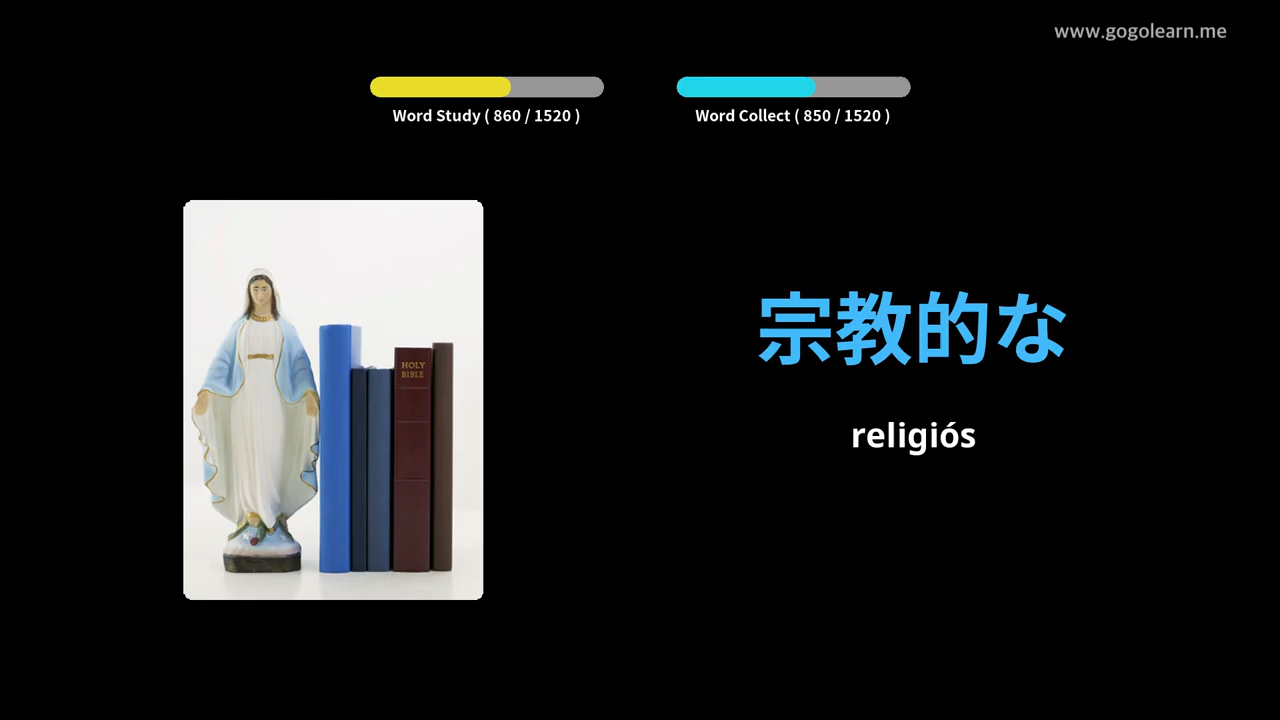 www.gogolearn.me
Word Study ( 860 / 1520 )
Word Collect ( 850 / 1520 )
HOLY
BIBLE
宗教的な
religiós